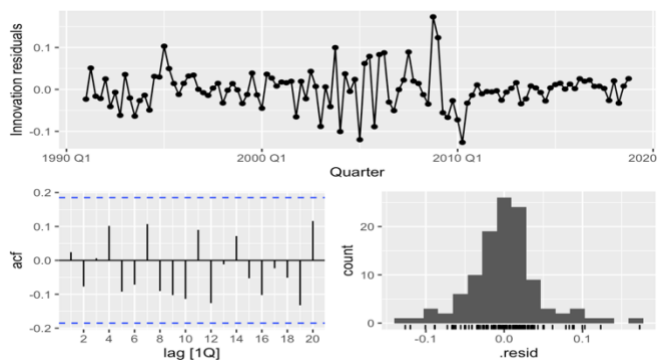 Innovation residuals
0.1
0.0
-0.1
1990 Q1 2000 Q1 2010 Q1 2020
Quarter
acf
0.2
0.1
0.0
-0.1
-0.2
2 4 6 8 10 12 14 16 18 20
lag [1Q]
count
20
10
0
-0.1 0.0 0.1
.resid